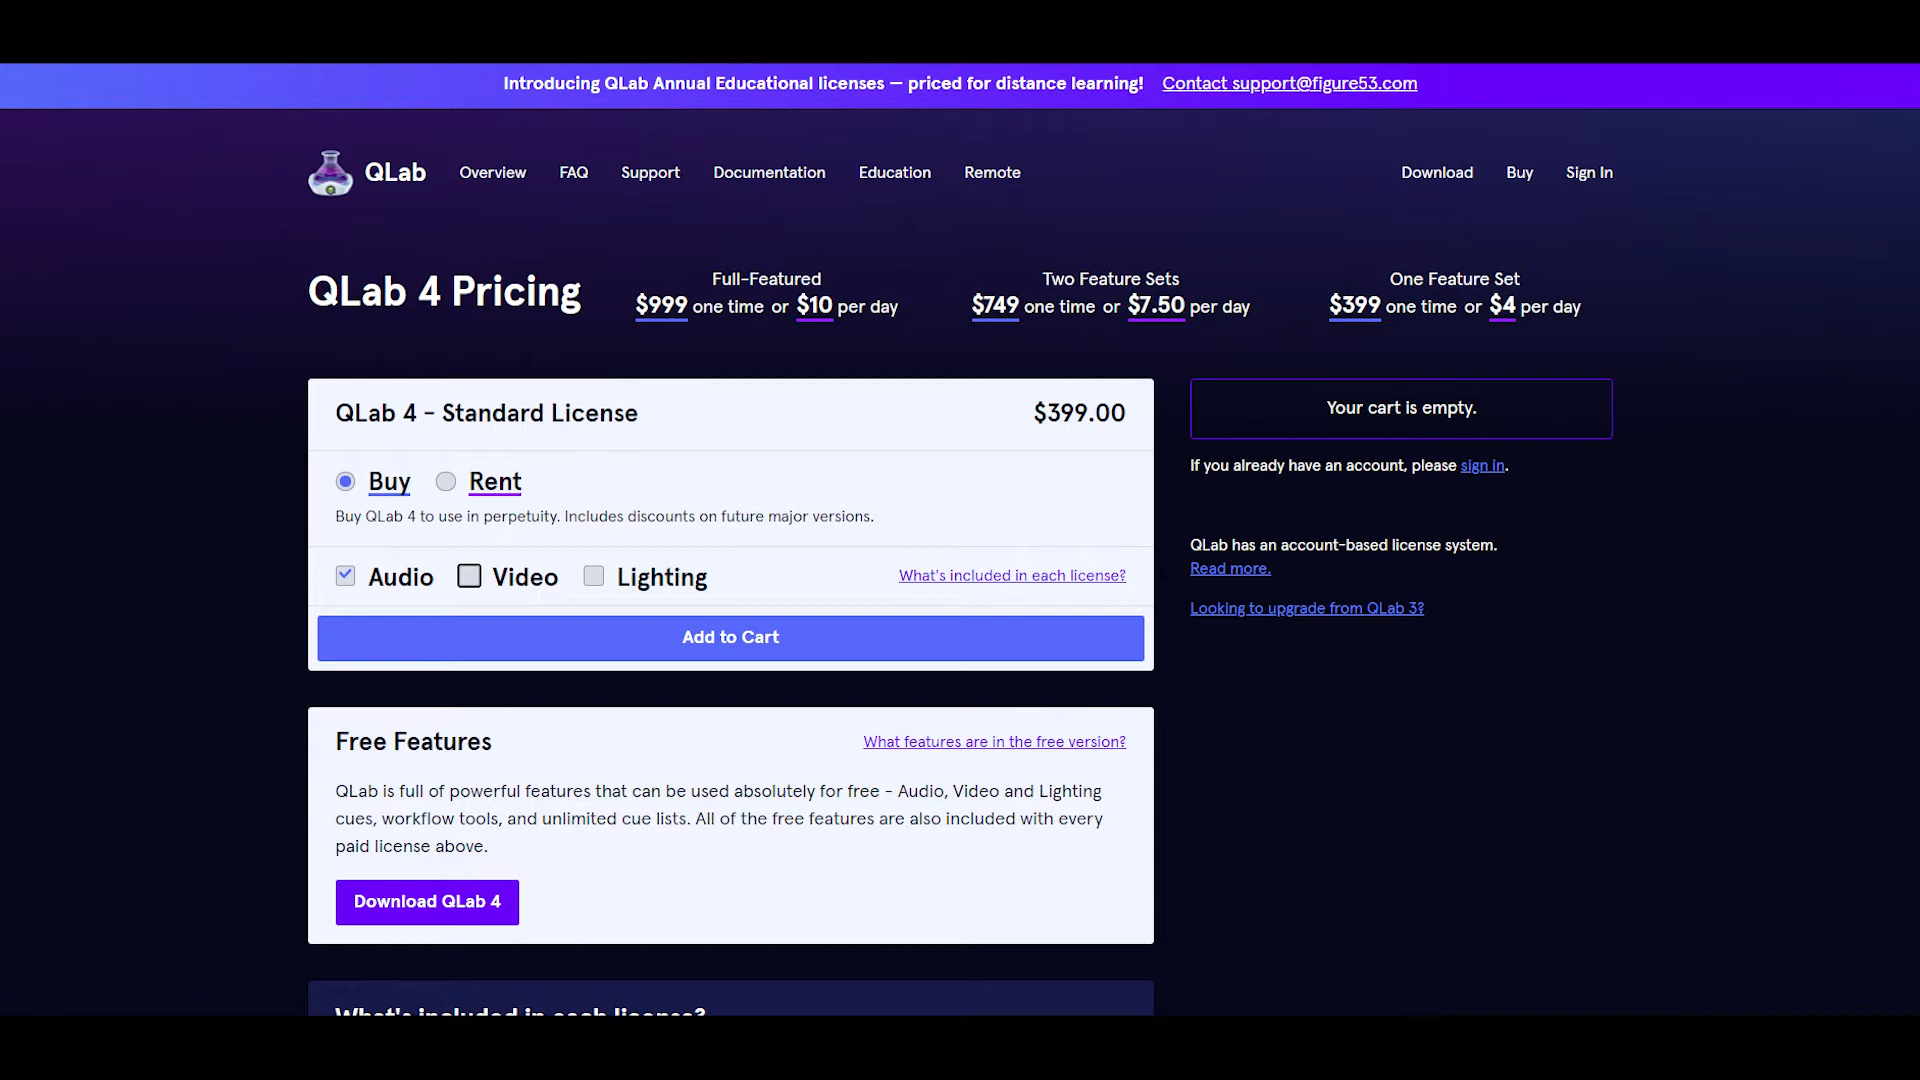 Introducing QLab Annual Educational licenses — priced for distance learning! Contact support@figure53.com
QLab Overview FAQ Support Documentation Education Remote Download Buy Sign In
QLab 4 Pricing
Full-Featured
$999 one time or $10 per day
Two Feature Sets
$749 one time or $7.50 per day
One Feature Set
$399 one time or $4 per day
QLab 4 - Standard License $399.00
Buy Rent
Buy QLab 4 to use in perpetuity. Includes discounts on future major versions.
Audio Video Lighting What's included in each license?
Add to Cart
Your cart is empty.
If you already have an account, please sign in.
QLab has an account-based license system.
Read more.
Looking to upgrade from QLab 3?
Free Features What features are in the free version?
QLab is full of powerful features that can be used absolutely for free - Audio, Video and Lighting
cues, workflow tools, and unlimited cue lists. All of the free features are also included with every
paid license above.
Download QLab 4
What's included in each license?